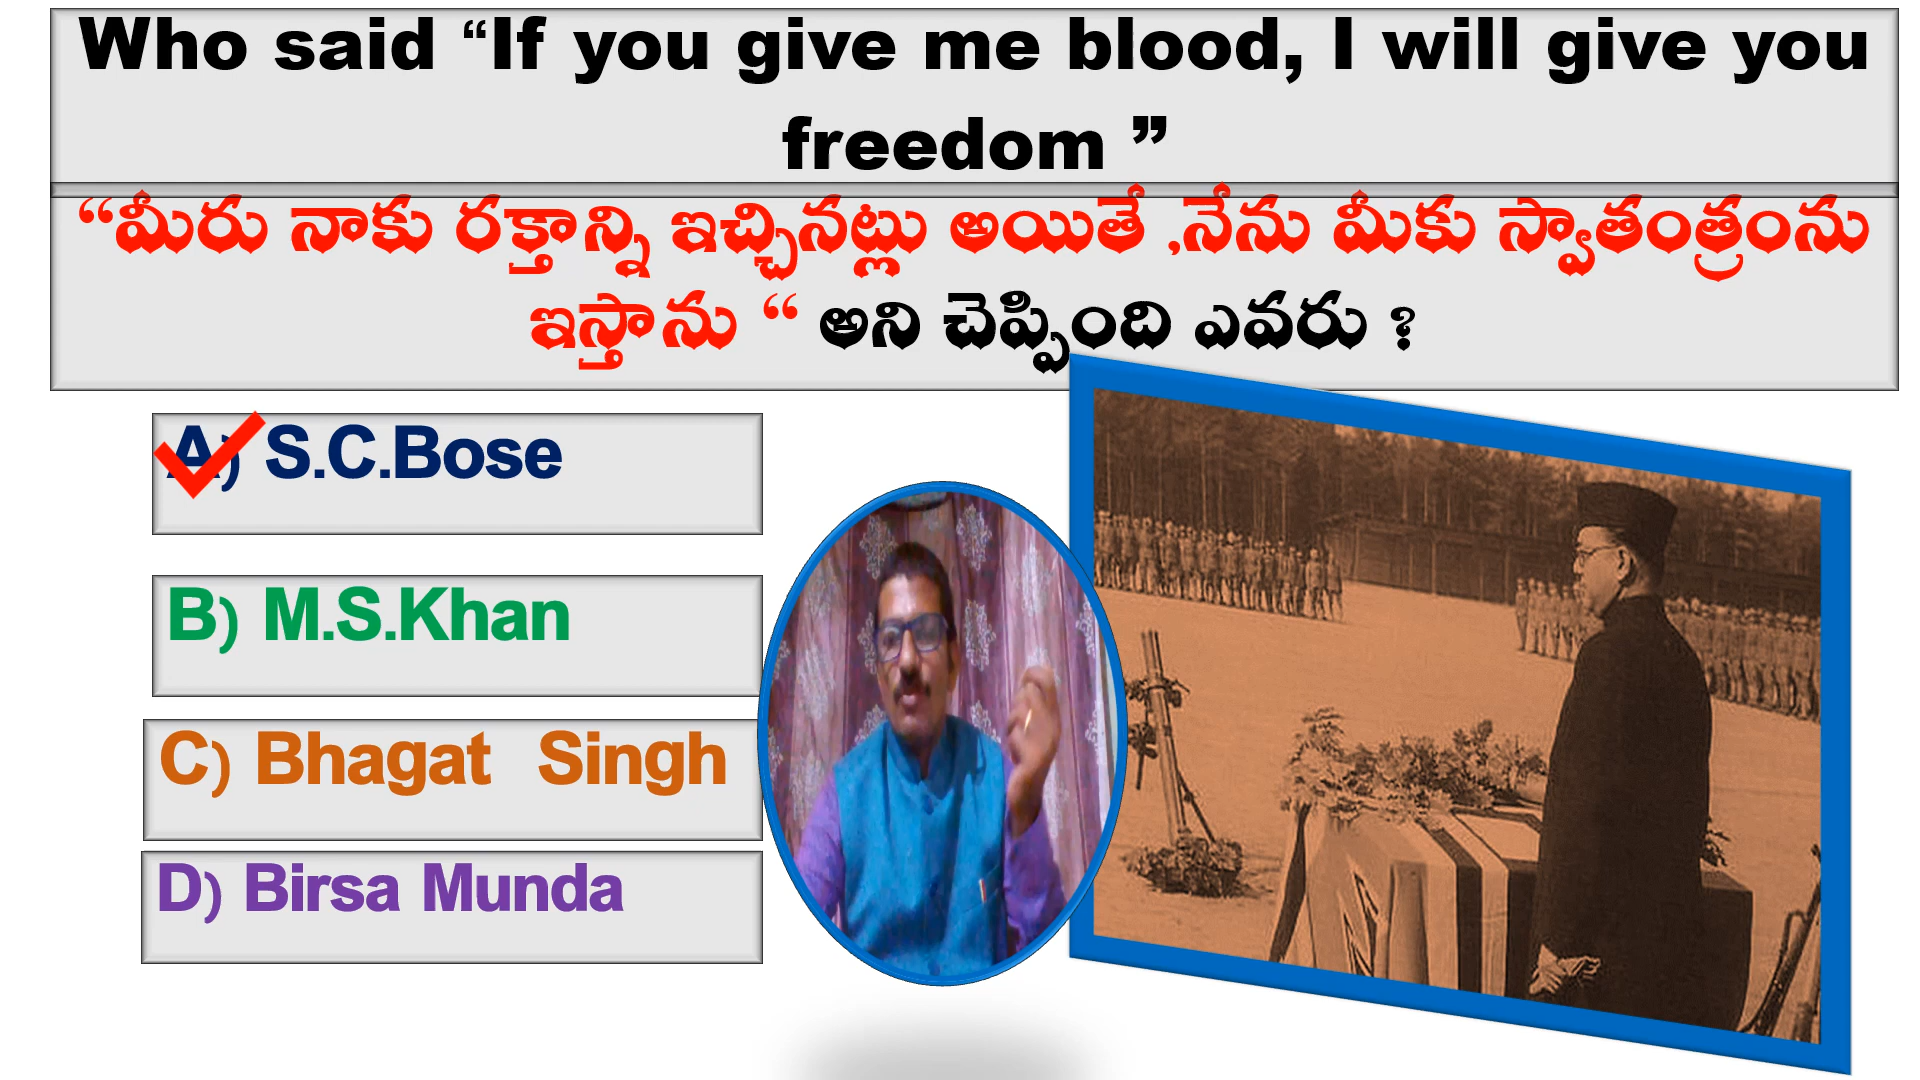 Who said “If you give me blood, I will give you
freedom ”
“మీరు నాకు రక్తాన్ని ఇచ్చినట్లు అయితే ,నేను మీకు స్వాతంత్రంను
ఇస్తాను “ అని చెప్పింది ఎవరు ?
A) S.C.Bose
B) M.S.Khan
C) Bhagat Singh
D) Birsa Munda